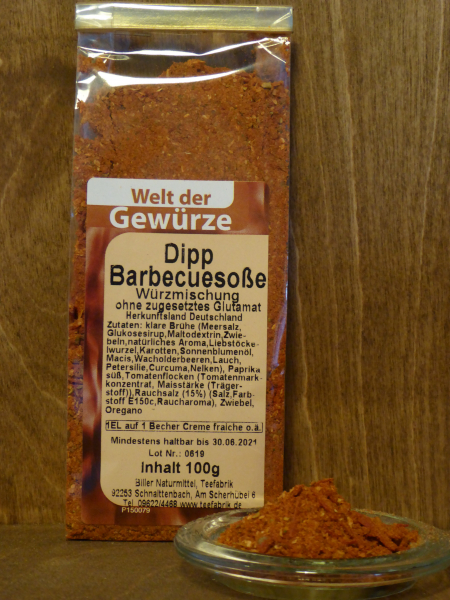 Welt der
Gewürze
Dipp
Barbecuesoße
Würzmischung
ohne zugesetztes Glutamat
Herkunftsland Deutschland
Zutaten: klare Brühe (Meersalz,
Glukosesirup,Maltodextrin,Zwie-
beln,natürliches Aroma,Liebstöcke-
lwurzel,Karotten,Sonnenblumenöl,
Macis,Wacholderbeeren,Lauch,
Petersilie,Curcuma,Nelken), Paprika
süß,Tomatenflocken (Tomatenmark-
konzentrat, Maisstärke (Träger-
stoff)),Rauchsalz (15%) (Salz,Farb-
stoff E150c,Raucharoma), Zwiebel,
Oregano
1EL auf 1 Becher Creme fraiche o.ä.
Mindestens haltbar bis 30.06.2021
Lot Nr.: 0619
Inhalt 100g
Biller Naturmittel, Teefabrik
92253 Schnaittenbach, Am Scherhübel 6
Tel. 09622/4468 www.teefabrik.de
P150079